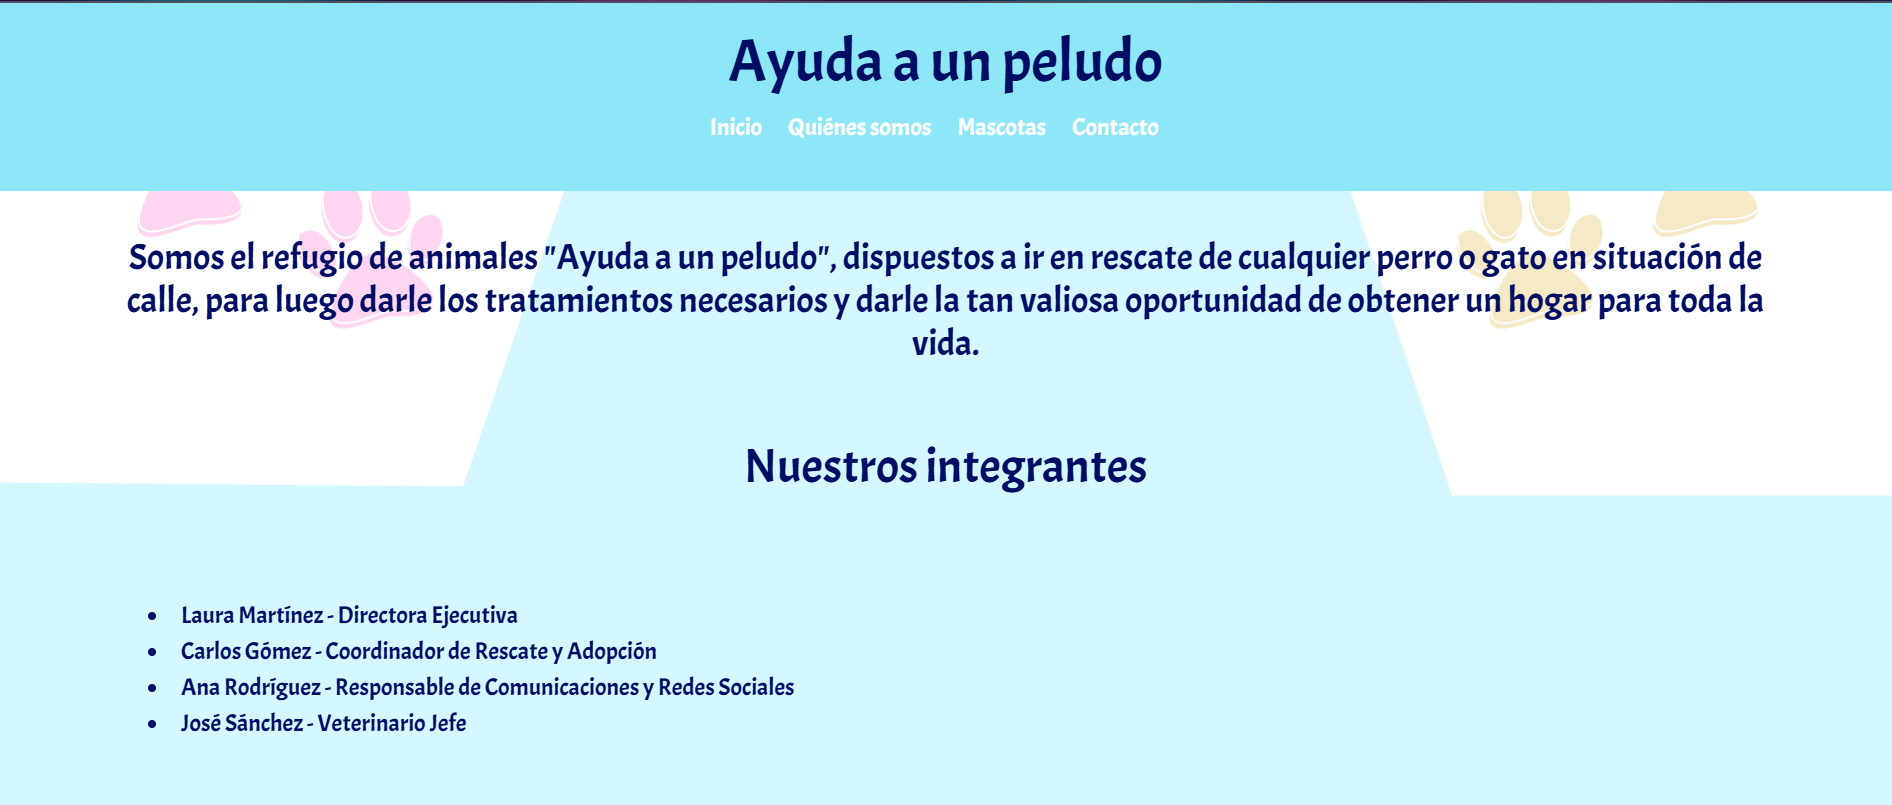 Ayuda a un peludo
Inicio Quiénes somos Mascotas Contacto
Somos el refugio de animales "Ayuda a un peludo", dispuestos a ir en rescate de cualquier perro o gato en situación de
calle, para luego darle los tratamientos necesarios y darle la tan valiosa oportunidad de obtener un hogar para toda la
vida.
Nuestros integrantes
• Laura Martínez - Directora Ejecutiva
• Carlos Gómez - Coordinador de Rescate y Adopción
• Ana Rodríguez - Responsable de Comunicaciones y Redes Sociales
• José Sánchez - Veterinario Jefe